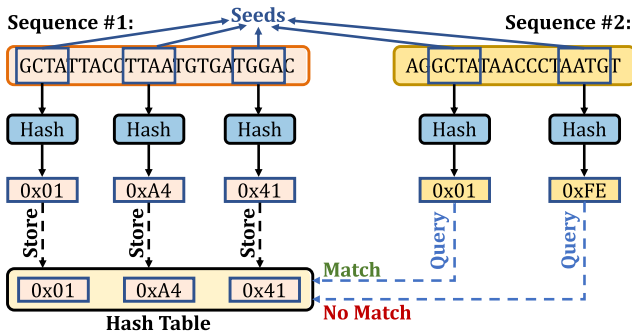 Sequence #1:
Seeds
Sequence #2:
GCTATTACCTTAATGTGATGGAC
AGGCTATAACCCTAATGT
Hash
Hash
Hash
Hash
Hash
0x01
0xA4
0x41
0x01
0xFE
Store
Store
Store
Query
Query
Match
0x01
0xA4
0x41
No Match
Hash Table